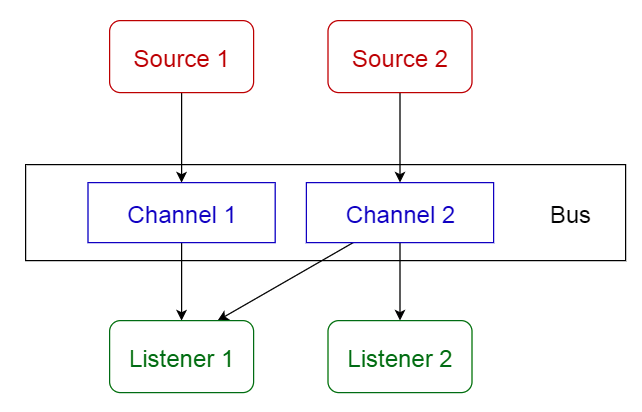 Source 1
Source 2
Channel 1
Channel 2
Bus
Listener 1
Listener 2